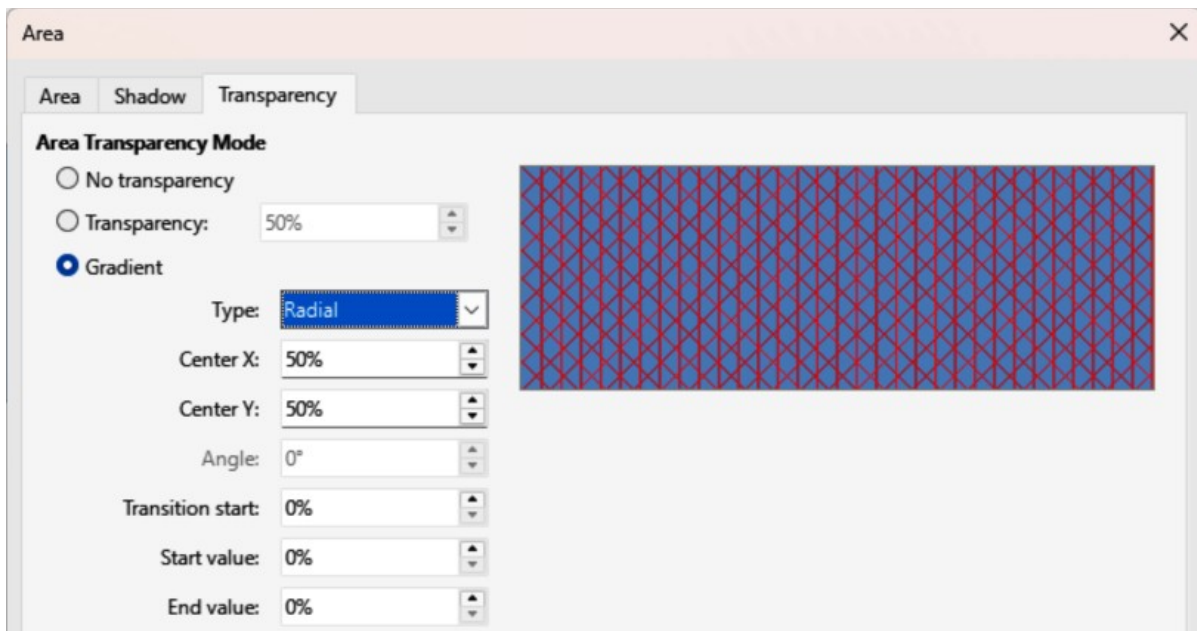 Area
Area Shadow Transparency
Area Transparency Mode
No transparency
Transparency: 50%
Gradient
Type: Radial
Center X: 50%
Center Y: 50%
Angle: 0°
Transition start: 0%
Start value: 0%
End value: 0%